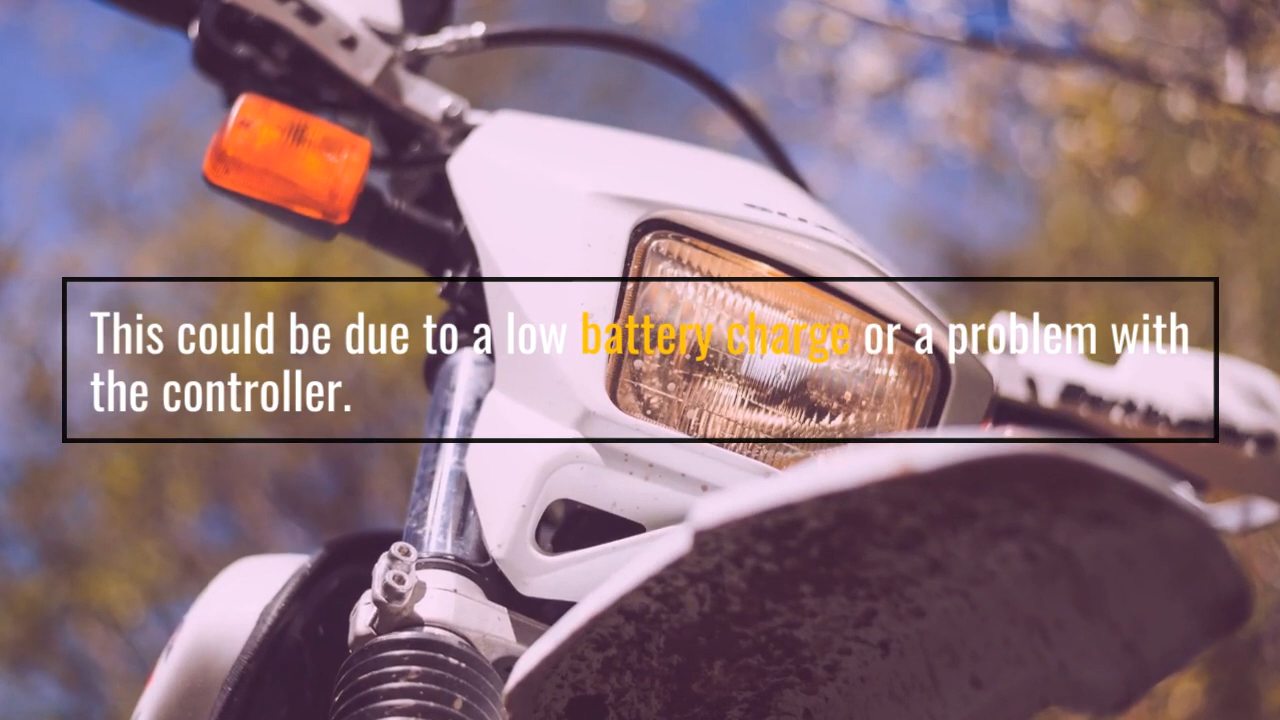 This could be due to a low battery charge or a problem with
the controller.